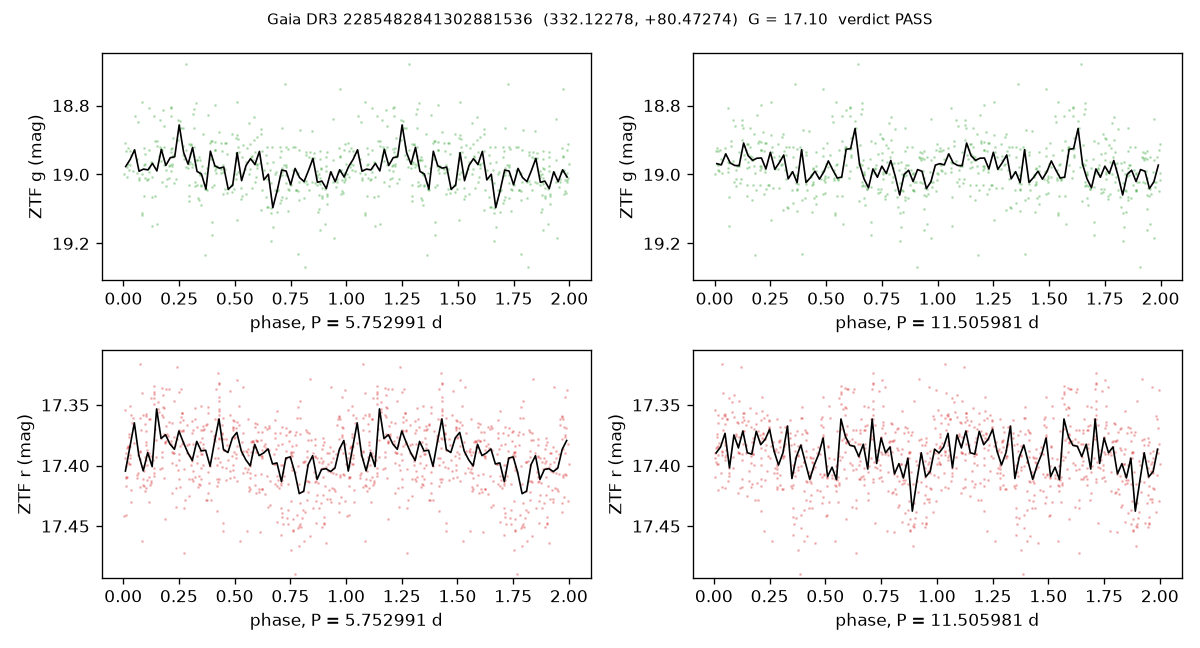 Gaia DR3 2285482841302881536 (332.12278, +80.47274) G = 17.10 verdict PASS
ZTF g (mag)
18.8
19.0
19.2
0.00 0.25 0.50 0.75 1.00 1.25 1.50 1.75 2.00
phase, P = 5.752991 d
ZTF g (mag)
18.8
19.0
19.2
0.00 0.25 0.50 0.75 1.00 1.25 1.50 1.75 2.00
phase, P = 11.505981 d
ZTF r (mag)
17.35
17.40
17.45
0.00 0.25 0.50 0.75 1.00 1.25 1.50 1.75 2.00
phase, P = 5.752991 d
ZTF r (mag)
17.35
17.40
17.45
0.00 0.25 0.50 0.75 1.00 1.25 1.50 1.75 2.00
phase, P = 11.505981 d